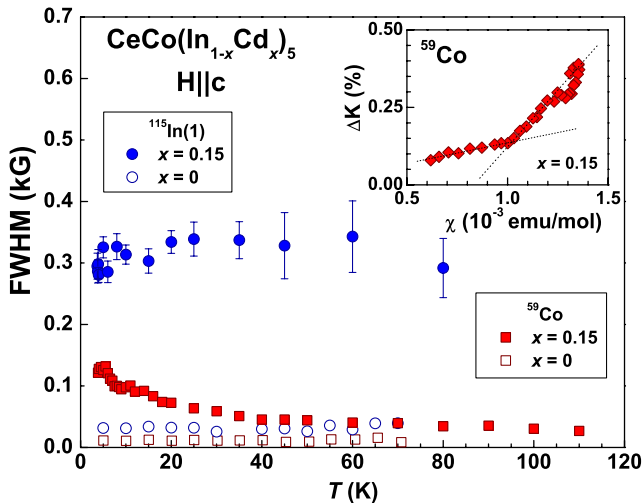 CeCo(In1-xCdx)5
H||c
115In(1)
x = 0.15
x = 0
59Co
x = 0.15
x = 0
59Co
x = 0.15
ΔK (%)
0.50
0.25
0.00
0.5 1.0 1.5
χ (10-3 emu/mol)
FWHM (kG)
0.7
0.6
0.5
0.4
0.3
0.2
0.1
0.0
0 20 40 60 80 100 120
T (K)